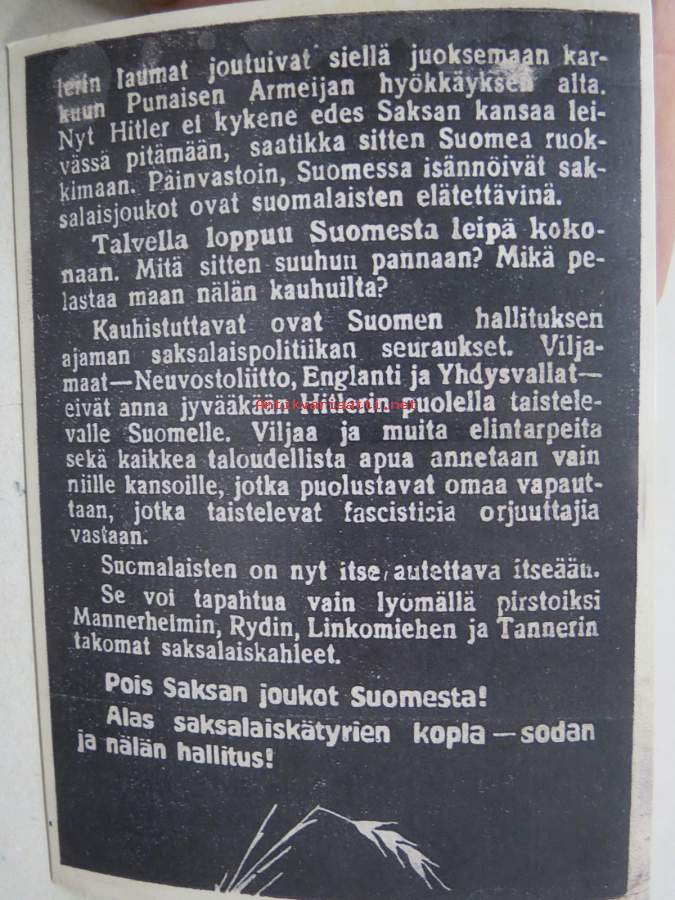 lerin laumat joutuivat siellä juoksemaan kar-
kuun Punaisen Armeijan hyökkäyksen alta.
Nyt Hitler ei kykene edes Saksan kansaa lei-
vässä pitämään, saatikka sitten Suomea ruok-
kimaan. Päinvastoin, Suomessa isännöivät sak-
salaisjoukot ovat suomalaisten elätettävinä.
Talvella loppuu Suomesta leipä koko-
naan. Mitä sitten suuhun pannaan? Mikä pe-
lastaa maan nälän kauhuilta?
Kauhistuttavat ovat Suomen hallituksen
ajaman saksalaispolitiikan seuraukset. Vilja-
maat—Neuvostoliitto, Englanti ja Yhdysvallat—
eivät anna jyvääkään puolella taistele-
Antikvariaatti.net
valle Suomelle. Viljaa ja muita elintarpeita
sekä kaikkea taloudellista apua annetaan vain
niille kansoille, jotka puolustavat omaa vapaut-
taan, jotka taistelevat fascistisia orjuuttajia
vastaan.
Suomalaisten on nyt itse autettava itseään.
Se voi tapahtua vain lyömällä pirstoiksi
Mannerheimin, Rydin, Linkomiehen ja Tannerin
takomat saksalaiskahleet.
Pois Saksan joukot Suomesta!
Alas saksalaiskätyrien kopla—sodan
ja nälän hallitus!